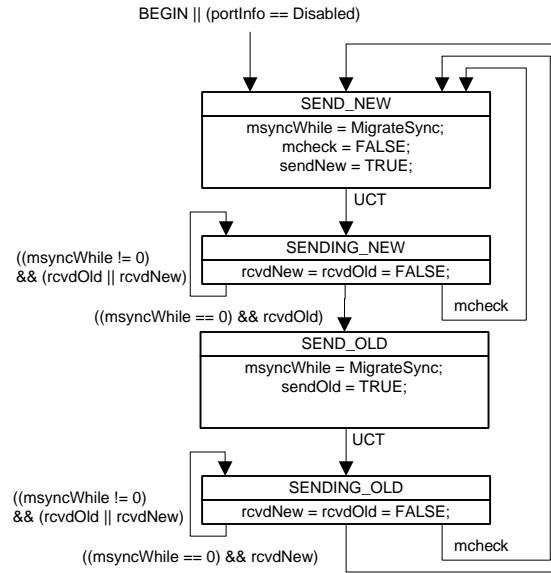 BEGIN || (portInfo == Disabled)
SEND_NEW
msyncWhile = MigrateSync;
mcheck = FALSE;
sendNew = TRUE;
UCT
SENDING_NEW
rcvdNew = rcvdOld = FALSE;
((msyncWhile != 0)
&& (rcvdOld || rcvdNew)
mcheck
((msyncWhile == 0) && rcvdOld)
SEND_OLD
msyncWhile = MigrateSync;
sendOld = TRUE;
UCT
SENDING_OLD
rcvdNew = rcvdOld = FALSE;
((msyncWhile != 0)
&& (rcvdOld || rcvdNew)
mcheck
((msyncWhile == 0) && rcvdNew)